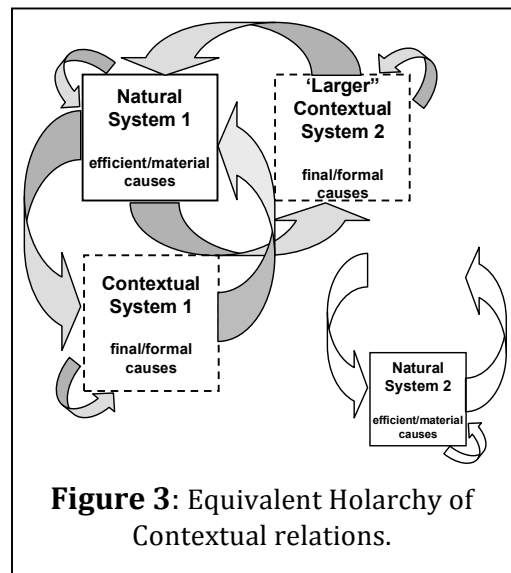 Natural
System 1
efficient/material
causes
‘Larger”
Contextual
System 2
final/formal
causes
Contextual
System 1
final/formal
causes
Natural
System 2
efficient/material
causes
Figure 3: Equivalent Holarchy of
Contextual relations.